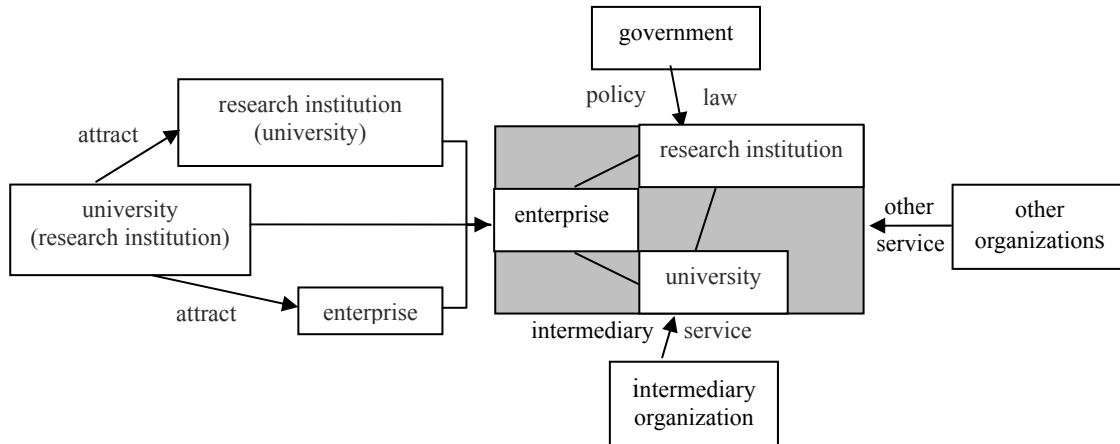 government
policy law
research institution
(university)
attract
research institution
university
(research institution)
enterprise
other
service
other
organizations
university
attract
enterprise
intermediary service
intermediary
organization